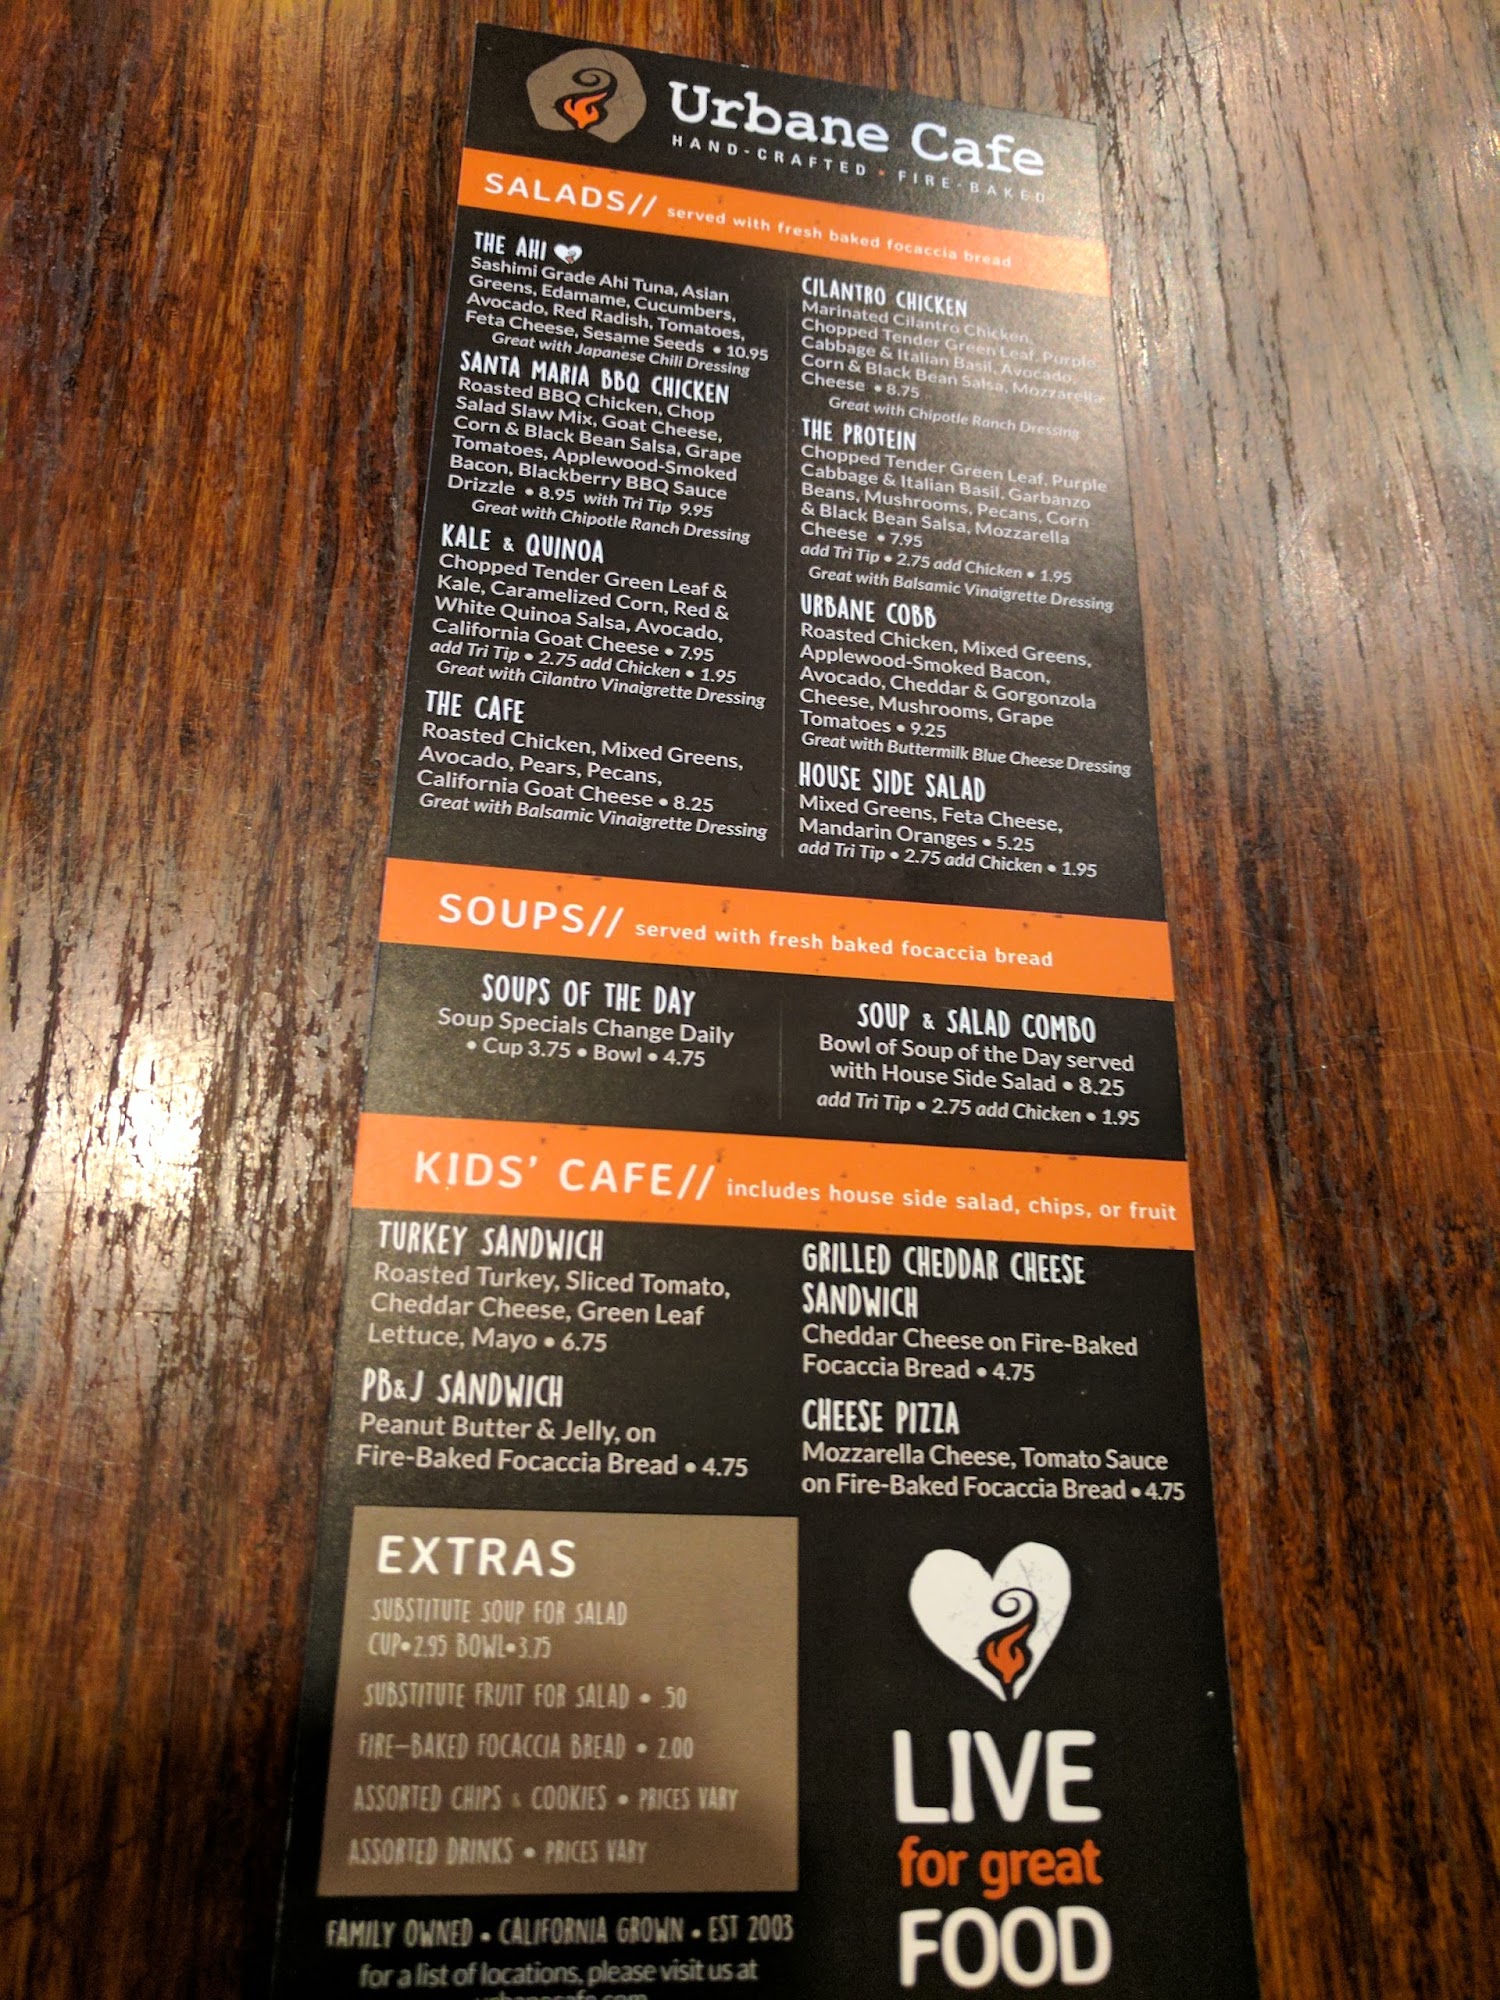 Urbane Cafe
HAND-CRAFTED • FIRE-BAKED
SALADS// served with fresh baked focaccia bread
THE AHI
Sashimi Grade Ahi Tuna, Asian
Greens, Edamame, Cucumbers,
Avocado, Red Radish, Tomatoes,
Feta Cheese, Sesame Seeds • 10.95
Great with Japanese Chili Dressing
SANTA MARIA BBQ CHICKEN
Roasted BBQ Chicken, Chop
Salad Slaw Mix, Goat Cheese,
Corn & Black Bean Salsa, Grape
Tomatoes, Applewood-Smoked
Bacon, Blackberry BBQ Sauce
Drizzle • 8.95 with Tri Tip 9.95
Great with Chipotle Ranch Dressing
KALE & QUINOA
Chopped Tender Green Leaf &
Kale, Caramelized Corn, Red &
White Quinoa Salsa, Avocado,
California Goat Cheese • 7.95
add Tri Tip • 2.75 add Chicken • 1.95
Great with Cilantro Vinaigrette Dressing
THE CAFE
Roasted Chicken, Mixed Greens,
Avocado, Pears, Pecans,
California Goat Cheese • 8.25
Great with Balsamic Vinaigrette Dressing
CILANTRO CHICKEN
Marinated Cilantro Chicken,
Chopped Tender Green Leaf, Purple
Cabbage & Italian Basil, Avocado,
Corn & Black Bean Salsa, Mozzarella
Cheese • 8.75
Great with Chipotle Ranch Dressing
THE PROTEIN
Chopped Tender Green Leaf, Purple
Cabbage & Italian Basil, Garbanzo
Beans, Mushrooms, Pecans, Corn
& Black Bean Salsa, Mozzarella
Cheese • 7.95
add Tri Tip • 2.75 add Chicken • 1.95
Great with Balsamic Vinaigrette Dressing
URBANE COBB
Roasted Chicken, Mixed Greens,
Applewood-Smoked Bacon,
Avocado, Cheddar & Gorgonzola
Cheese, Mushrooms, Grape
Tomatoes • 9.25
Great with Buttermilk Blue Cheese Dressing
HOUSE SIDE SALAD
Mixed Greens, Feta Cheese,
Mandarin Oranges • 5.25
add Tri Tip • 2.75 add Chicken • 1.95
SOUPS// served with fresh baked focaccia bread
SOUPS OF THE DAY
Soup Specials Change Daily
• Cup 3.75 • Bowl • 4.75
SOUP & SALAD COMBO
Bowl of Soup of the Day served
with House Side Salad • 8.25
add Tri Tip • 2.75 add Chicken • 1.95
KIDS' CAFE// includes house side salad, chips, or fruit
TURKEY SANDWICH
Roasted Turkey, Sliced Tomato,
Cheddar Cheese, Green Leaf
Lettuce, Mayo • 6.75
PB&J SANDWICH
Peanut Butter & Jelly, on
Fire-Baked Focaccia Bread • 4.75
GRILLED CHEDDAR CHEESE
SANDWICH
Cheddar Cheese on Fire-Baked
Focaccia Bread • 4.75
CHEESE PIZZA
Mozzarella Cheese, Tomato Sauce
on Fire-Baked Focaccia Bread • 4.75
EXTRAS
SUBSTITUTE SOUP FOR SALAD
CUP • 2.95 BOWL • 3.75
SUBSTITUTE FRUIT FOR SALAD • .50
FIRE-BAKED FOCACCIA BREAD • 2.00
ASSORTED CHIPS & COOKIES • PRICES VARY
ASSORTED DRINKS • PRICES VARY
FAMILY OWNED • CALIFORNIA GROWN • EST 2003
for a list of locations, please visit us at
urbanecafe.com
LIVE
for great
FOOD